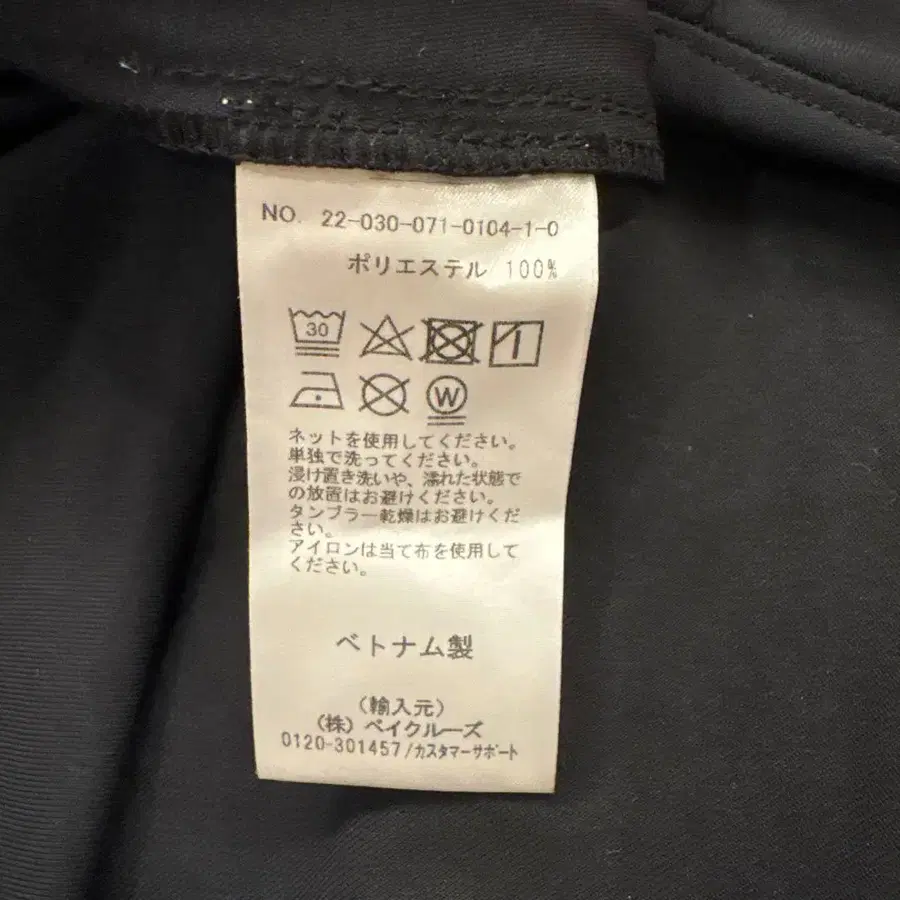 NO. 22-030-071-0104-1-0
ポリエステル 100%
30
W
ネットを使用してください。
単独で洗ってください。
浸け置き洗いや、濡れた状態で
の放置はお避けください。
タンブラー乾燥はお避けくだ
さい。
アイロンは当て布を使用して
ください。
ベトナム製
(輸入元)
(株) ベイクルーズ
0120-301457/カスタマーサポート